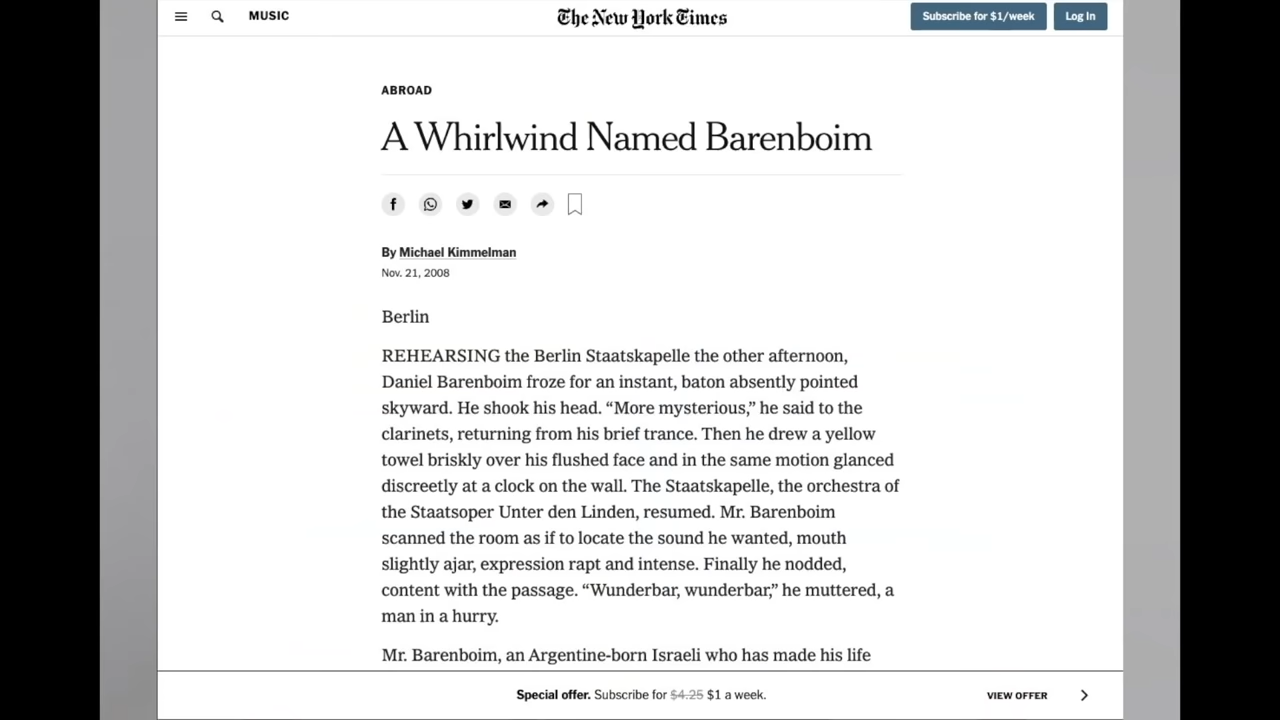 MUSIC
The New York Times
Subscribe for $1/week
Log In
ABROAD
A Whirlwind Named Barenboim
By Michael Kimmelman
Nov. 21, 2008
Berlin
REHEARSING the Berlin Staatskapelle the other afternoon,
Daniel Barenboim froze for an instant, baton absently pointed
skyward. He shook his head. “More mysterious,” he said to the
clarinets, returning from his brief trance. Then he drew a yellow
towel briskly over his flushed face and in the same motion glanced
discreetly at a clock on the wall. The Staatskapelle, the orchestra of
the Staatsoper Unter den Linden, resumed. Mr. Barenboim
scanned the room as if to locate the sound he wanted, mouth
slightly ajar, expression rapt and intense. Finally he nodded,
content with the passage. “Wunderbar, wunderbar,” he muttered, a
man in a hurry.
Mr. Barenboim, an Argentine-born Israeli who has made his life
Special offer. Subscribe for $4.25 $1 a week.
VIEW OFFER